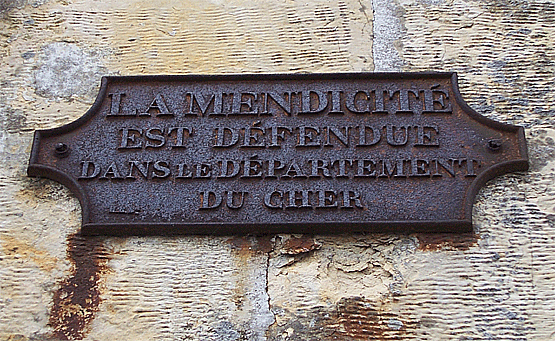 LA MENDICITÉ
EST DÉFENDUE
DANS LE DÉPARTEMENT
DU CHER